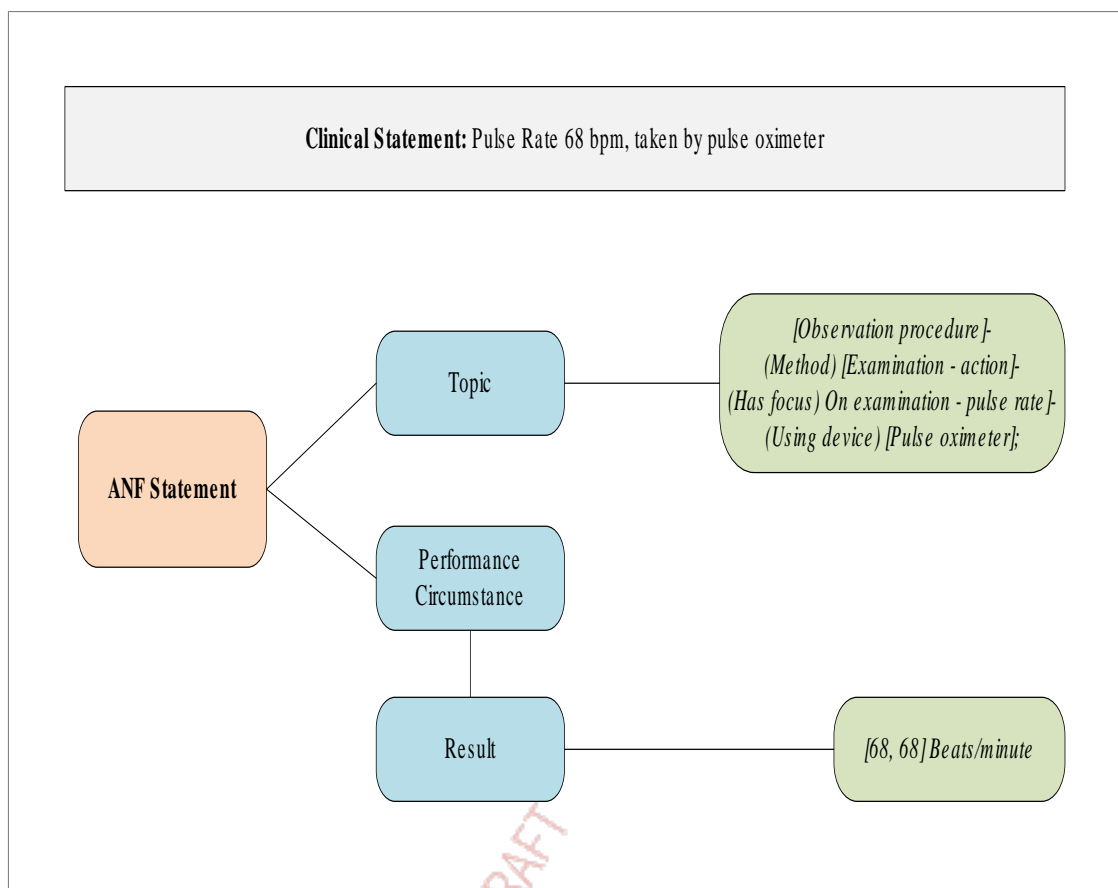 Clinical Statement: Pulse Rate 68 bpm, taken by pulse oximeter
Topic
[Observation procedure]-
(Method) [Examination - action]-
(Has focus) On examination - pulse rate]-
(Using device) [Pulse oximeter];
ANF Statement
Performance
Circumstance
Result
[68, 68] Beats/minute
RAFT